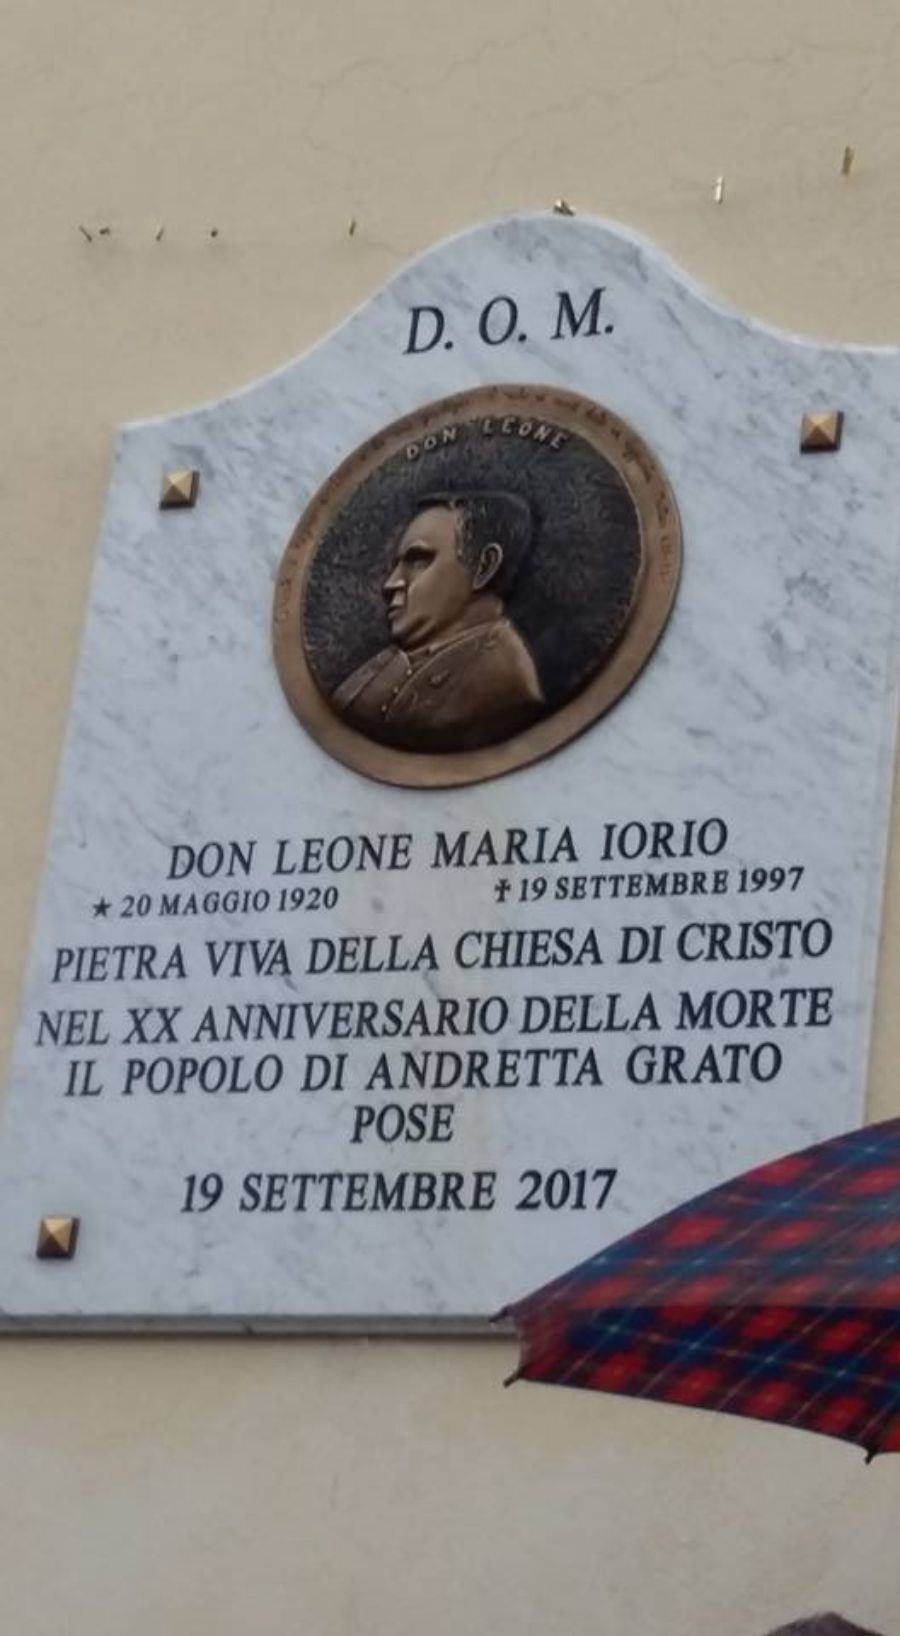 D. O. M.
DON LEONE
DON LEONE MARIA IORIO
★ 20 MAGGIO 1920 ✝ 19 SETTEMBRE 1997
PIETRA VIVA DELLA CHIESA DI CRISTO
NEL XX ANNIVERSARIO DELLA MORTE
IL POPOLO DI ANDRETTA GRATO
POSE
19 SETTEMBRE 2017